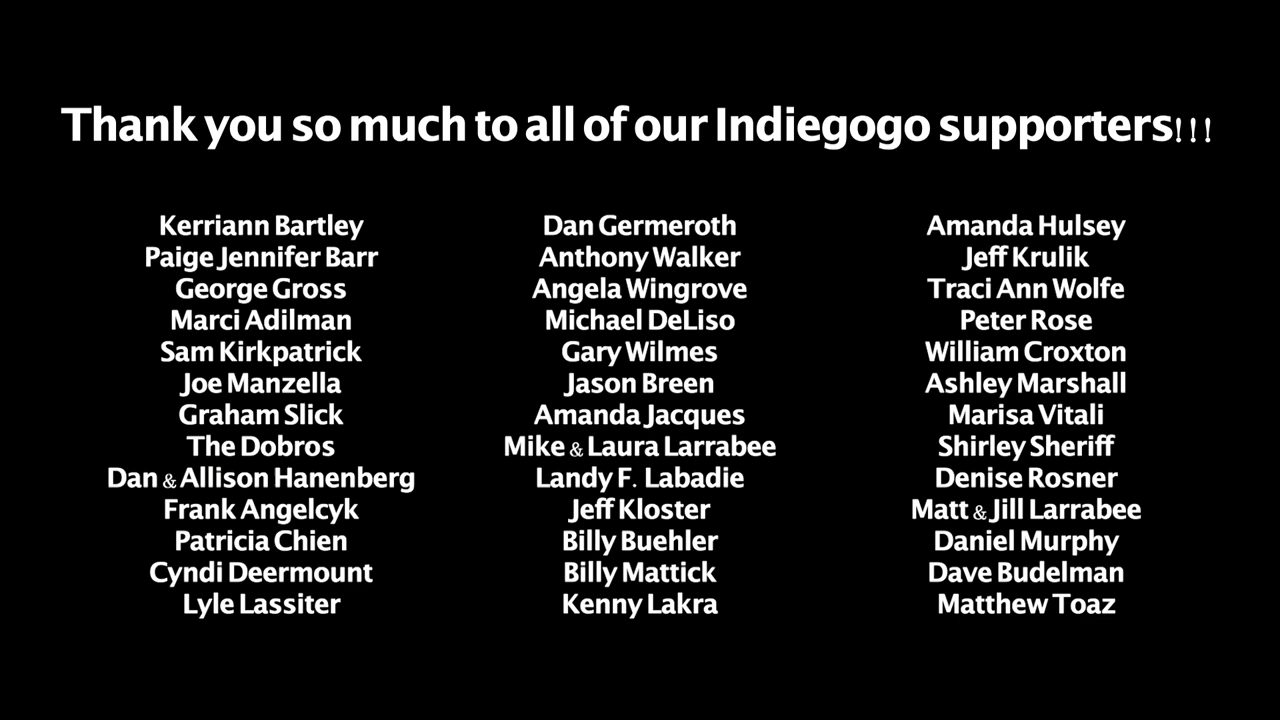 Thank you so much to all of our Indiegogo supporters!!!
Kerriann Bartley
Paige Jennifer Barr
George Gross
Marci Adilman
Sam Kirkpatrick
Joe Manzella
Graham Slick
The Dobros
Dan & Allison Hanenberg
Frank Angelcyk
Patricia Chien
Cyndi Deermount
Lyle Lassiter
Dan Germeroth
Anthony Walker
Angela Wingrove
Michael DeLiso
Gary Wilmes
Jason Breen
Amanda Jacques
Mike & Laura Larrabee
Landy F. Labadie
Jeff Kloster
Billy Buehler
Billy Mattick
Kenny Lakra
Amanda Hulsey
Jeff Krulik
Traci Ann Wolfe
Peter Rose
William Croxton
Ashley Marshall
Marisa Vitali
Shirley Sheriff
Denise Rosner
Matt & Jill Larrabee
Daniel Murphy
Dave Budelman
Matthew Toaz